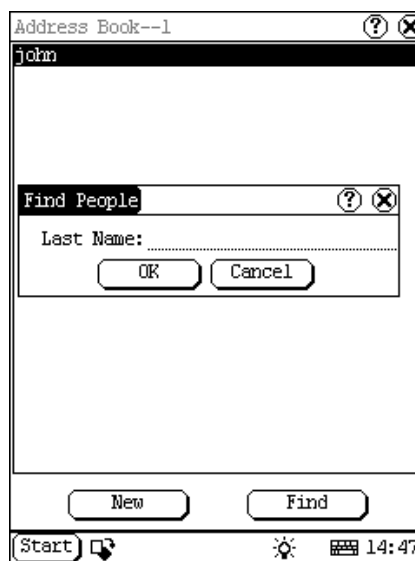 Address Book--1
john
Find People
Last Name:
OK Cancel
New Find
Start 14:47